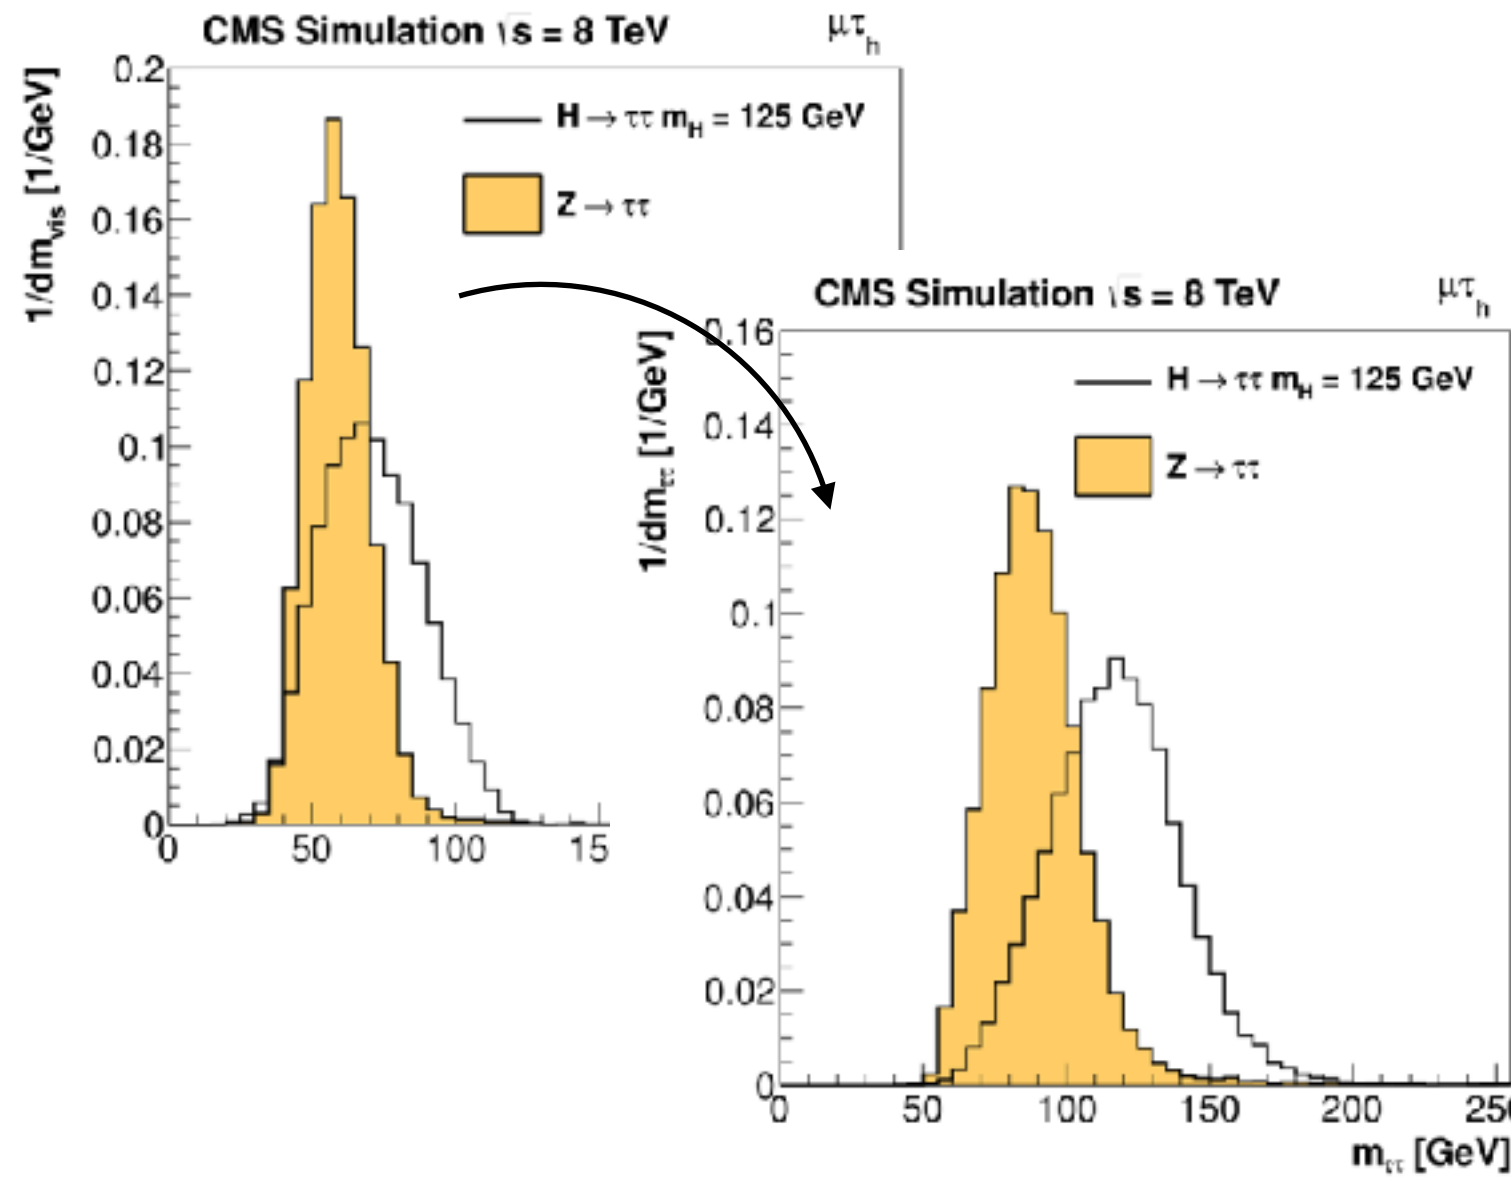 CMS Simulation √s = 8 TeV
μτh
1/dmvis [1/GeV]
0.2
0.18
0.16
0.14
0.12
0.1
0.08
0.06
0.04
0.02
0
H → ττ mH = 125 GeV
Z → ττ
0 50 100 15
CMS Simulation √s = 8 TeV
μτh
1/dmττ [1/GeV]
0.16
0.14
0.12
0.1
0.08
0.06
0.04
0.02
0
H → ττ mH = 125 GeV
Z → ττ
0 50 100 150 200 250
mττ [GeV]